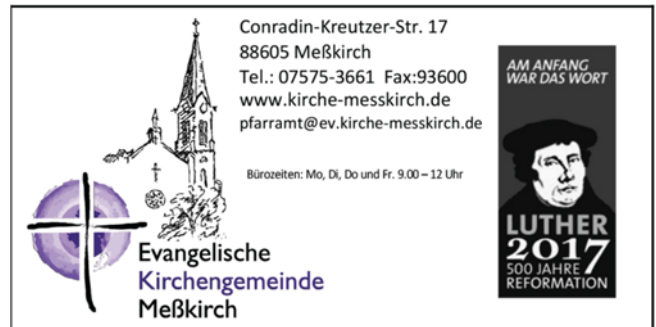 Conradin-Kreutzer-Str. 17
88605 Meßkirch
Tel.: 07575-3661 Fax:93600
www.kirche-messkirch.de
pfarramt@ev.kirche-messkirch.de
Bürozeiten: Mo, Di, Do und Fr. 9.00 – 12 Uhr
Evangelische
Kirchengemeinde
Meßkirch
AM ANFANG
WAR DAS WORT
LUTHER
2017
500 JAHRE
REFORMATION